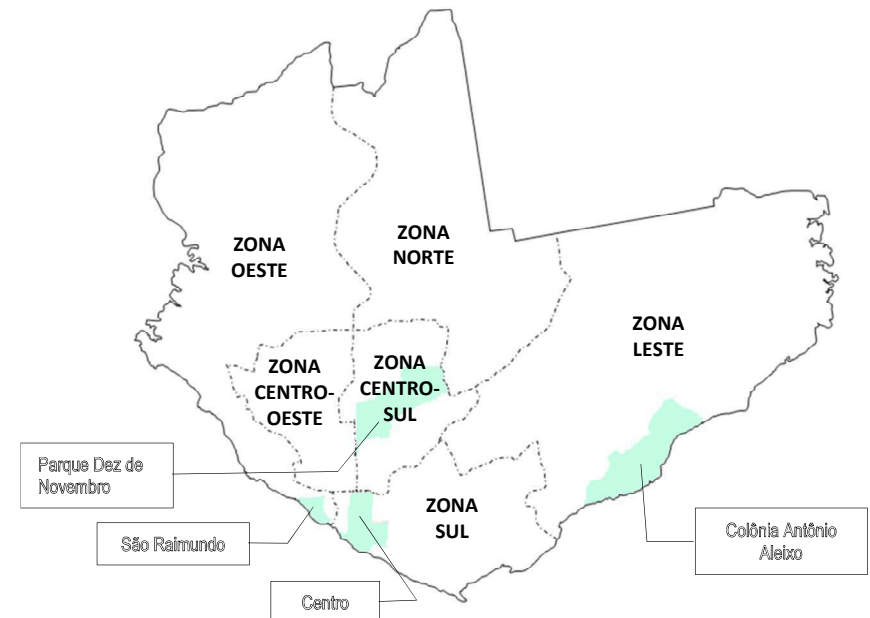 ZONA
OESTE
ZONA
NORTE
ZONA
LESTE
ZONA
CENTRO-
OESTE
ZONA
CENTRO-
SUL
ZONA
SUL
Parque Dez de
Novembro
São Raimundo
Centro
Colônia Antônio
Aleixo